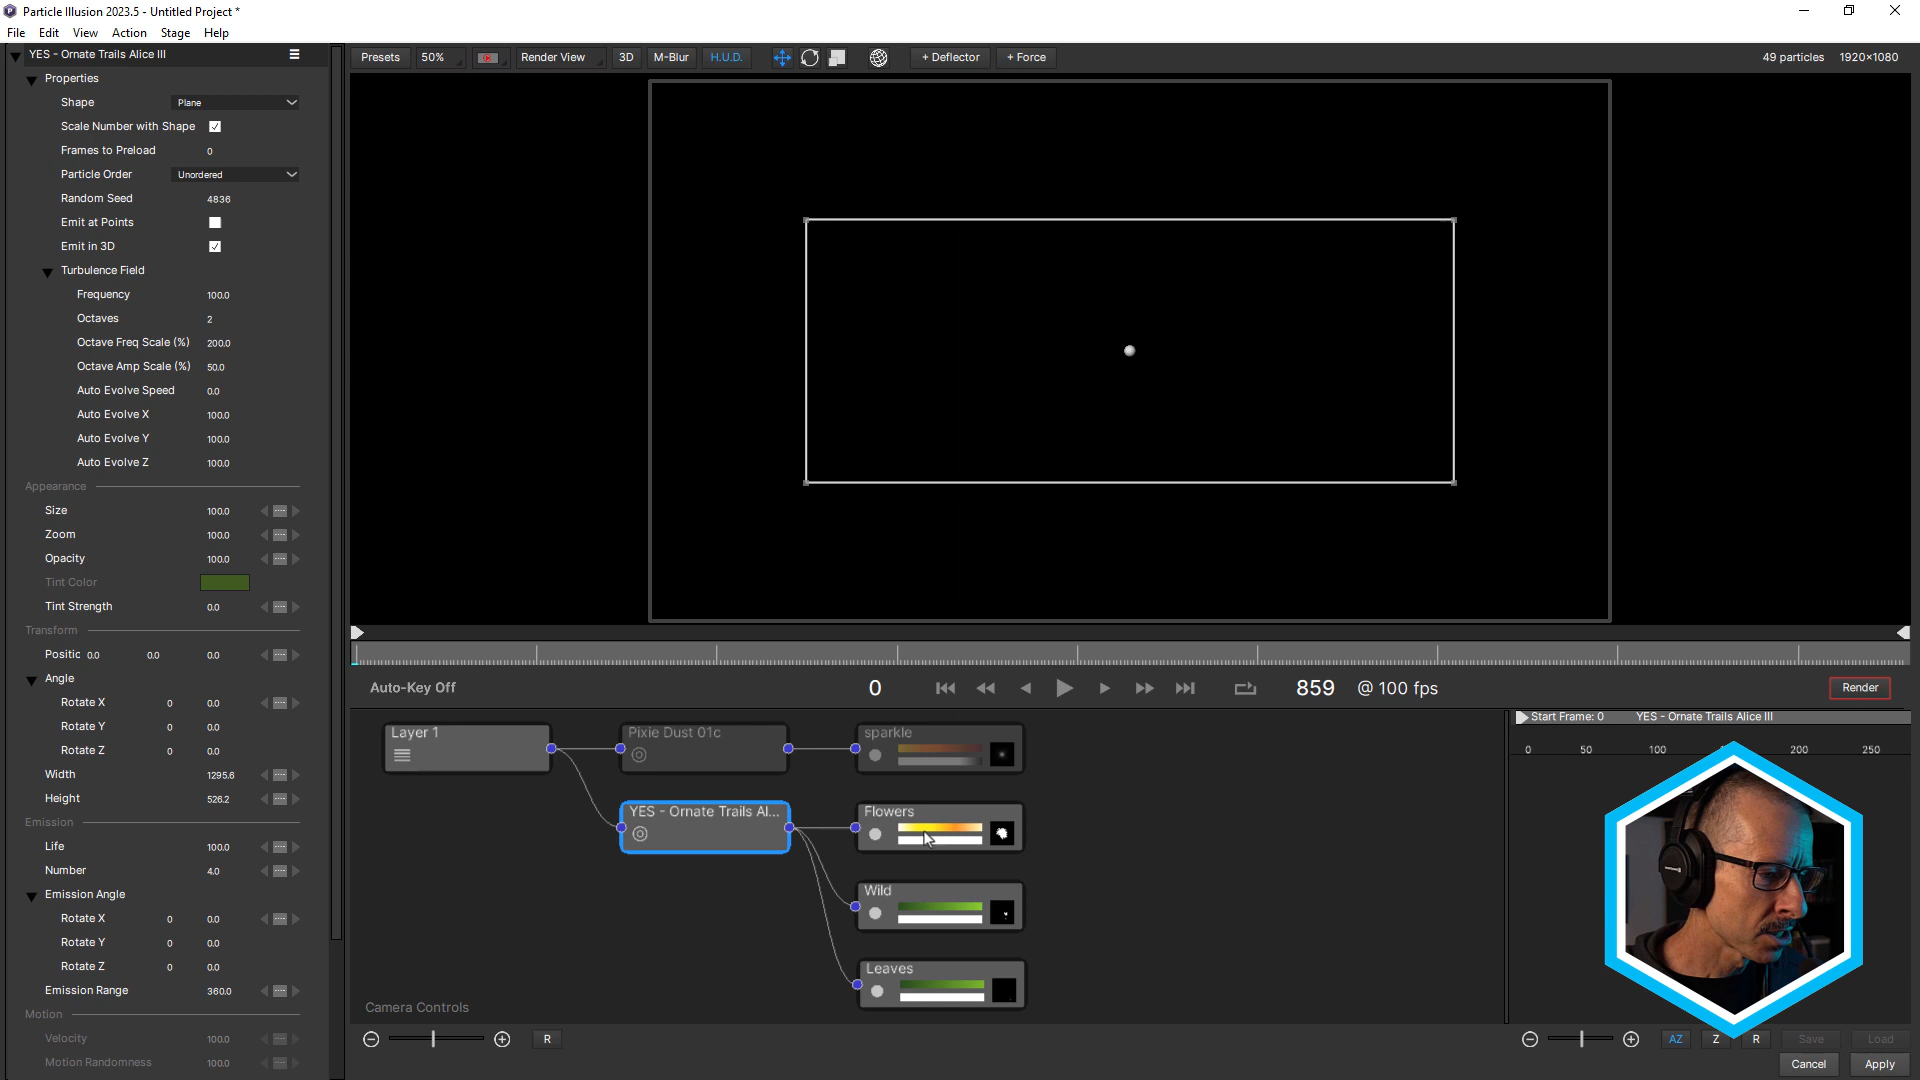 Particle Illusion 2023.5 - Untitled Project *
File Edit View Action Stage Help
YES - Ornate Trails Alice III
Presets 50% Render View 3D M-Blur H.U.D. + Deflector + Force 49 particles 1920×1080
Properties
Shape Plane
Scale Number with Shape
Frames to Preload 0
Particle Order Unordered
Random Seed 4836
Emit at Points
Emit in 3D
Turbulence Field
Frequency 100.0
Octaves 2
Octave Freq Scale (%) 200.0
Octave Amp Scale (%) 50.0
Auto Evolve Speed 0.0
Auto Evolve X 100.0
Auto Evolve Y 100.0
Auto Evolve Z 100.0
Appearance
Size 100.0
Zoom 100.0
Opacity 100.0
Tint Color
Tint Strength 0.0
Transform
Positic 0.0 0.0 0.0
Angle
Rotate X 0 0.0
Rotate Y 0 0.0
Rotate Z 0 0.0
Width 1295.6
Height 526.2
Emission
Life 100.0
Number 4.0
Emission Angle
Rotate X 0 0.0
Rotate Y 0 0.0
Rotate Z 0 0.0
Emission Range 360.0
Motion
Velocity 100.0
Motion Randomness 100.0
Auto-Key Off 0 859 @ 100 fps Render
Layer 1
Pixie Dust 01c
sparkle
YES - Ornate Trails Al...
Flowers
Wild
Leaves
Camera Controls
R
Start Frame: 0 YES - Ornate Trails Alice III
0 50 100 200 250
AZ Z R Save Load
Cancel Apply